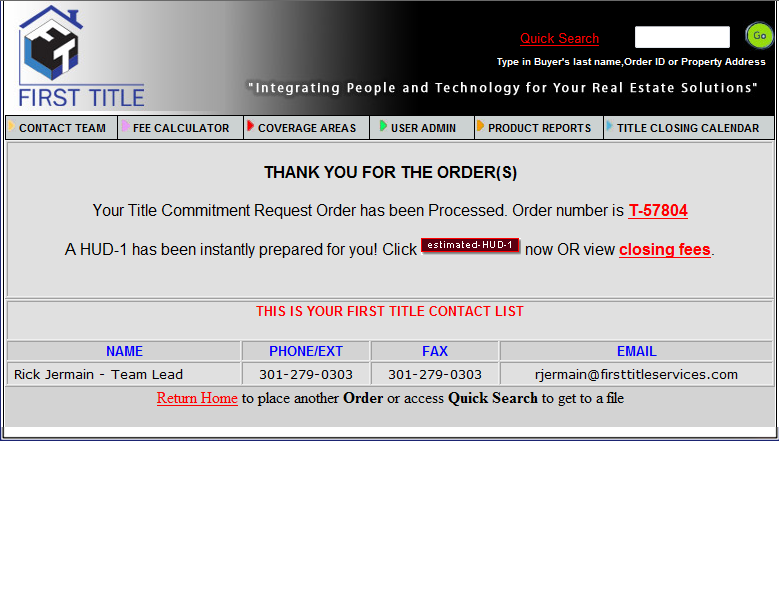 Quick Search
Go
Type in Buyer's last name,Order ID or Property Address
FT
FIRST TITLE
"Integrating People and Technology for Your Real Estate Solutions"
CONTACT TEAM FEE CALCULATOR COVERAGE AREAS USER ADMIN PRODUCT REPORTS TITLE CLOSING CALENDAR
THANK YOU FOR THE ORDER(S)
Your Title Commitment Request Order has been Processed. Order number is T-57804
A HUD-1 has been instantly prepared for you! Click estimated-HUD-1 now OR view closing fees.
THIS IS YOUR FIRST TITLE CONTACT LIST
NAME PHONE/EXT FAX EMAIL
Rick Jermain - Team Lead 301-279-0303 301-279-0303 rjermain@firsttitleservices.com
Return Home to place another Order or access Quick Search to get to a file